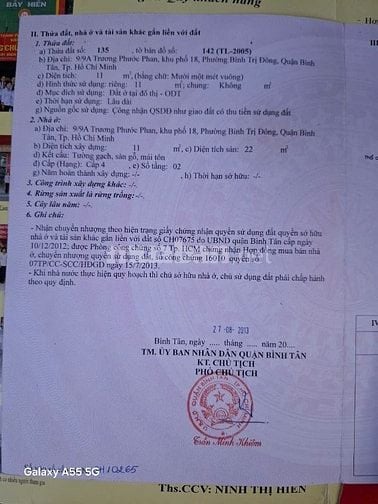 BẢY HIỀN
II. Thửa đất, nhà ở và tài sản khác gắn liền với đất
1. Thửa đất:
a) Thửa đất số: 135, tờ bản đồ số: 142 (TL-2005)
b) Địa chỉ: 9/9A Trương Phước Phan, khu phố 18, Phường Bình Trị Đông, Quận Bình
Tân, Tp. Hồ Chí Minh
c) Diện tích: 11 m², (bằng chữ: Mười một mét vuông)
d) Hình thức sử dụng: riêng: 11 m²; chung: Không m²
đ) Mục đích sử dụng: Đất ở tại đô thị - ODT
e) Thời hạn sử dụng: Lâu dài
g) Nguồn gốc sử dụng: Công nhận QSDĐ như giao đất có thu tiền sử dụng đất
2. Nhà ở:
a) Địa chỉ: 9/9A Trương Phước Phan, khu phố 18, Phường Bình Trị Đông, Quận Bình
Tân, Tp. Hồ Chí Minh
b) Diện tích xây dựng: 11 m², c) Diện tích sàn: 22 m²
d) Kết cấu: Tường gạch, sàn gỗ, mái tôn
đ) Cấp (Hạng): Cấp 4 e) Số tầng: 02
g) Năm hoàn thành xây dựng: -/- , h) Thời hạn sở hữu: -/-
3. Công trình xây dựng khác: -/-
4. Rừng sản xuất là rừng trồng: -/-
5. Cây lâu năm: -/-
6. Ghi chú:
- Nhận chuyển nhượng theo hiện trạng giấy chứng nhận quyền sử dụng đất quyền sở hữu
nhà ở và tài sản khác gắn liền với đất số CH07675 do UBND quận Bình Tân cấp ngày
10/12/2012; được Phòng công chứng số 7 Tp. HCM chứng nhận Hợp đồng mua bán nhà
ở, chuyển nhượng quyền sử dụng đất, số công chứng 16010 quyển số
07TP/CC-SCC/HĐGD ngày 15/7/2013.
- Khi nhà nước thực hiện quy hoạch thì chủ sở hữu nhà ở, chủ sử dụng đất phải chấp hành
theo quy định.
27-08-2013
Bình Tân, ngày ..... tháng ..... năm 20....
TM. ỦY BAN NHÂN DÂN QUẬN BÌNH TÂN
KT. CHỦ TỊCH
PHÓ CHỦ TỊCH
Trần Minh Khiêm
Galaxy A55 5G
Ths.CCV: NINH THỊ HIỀN